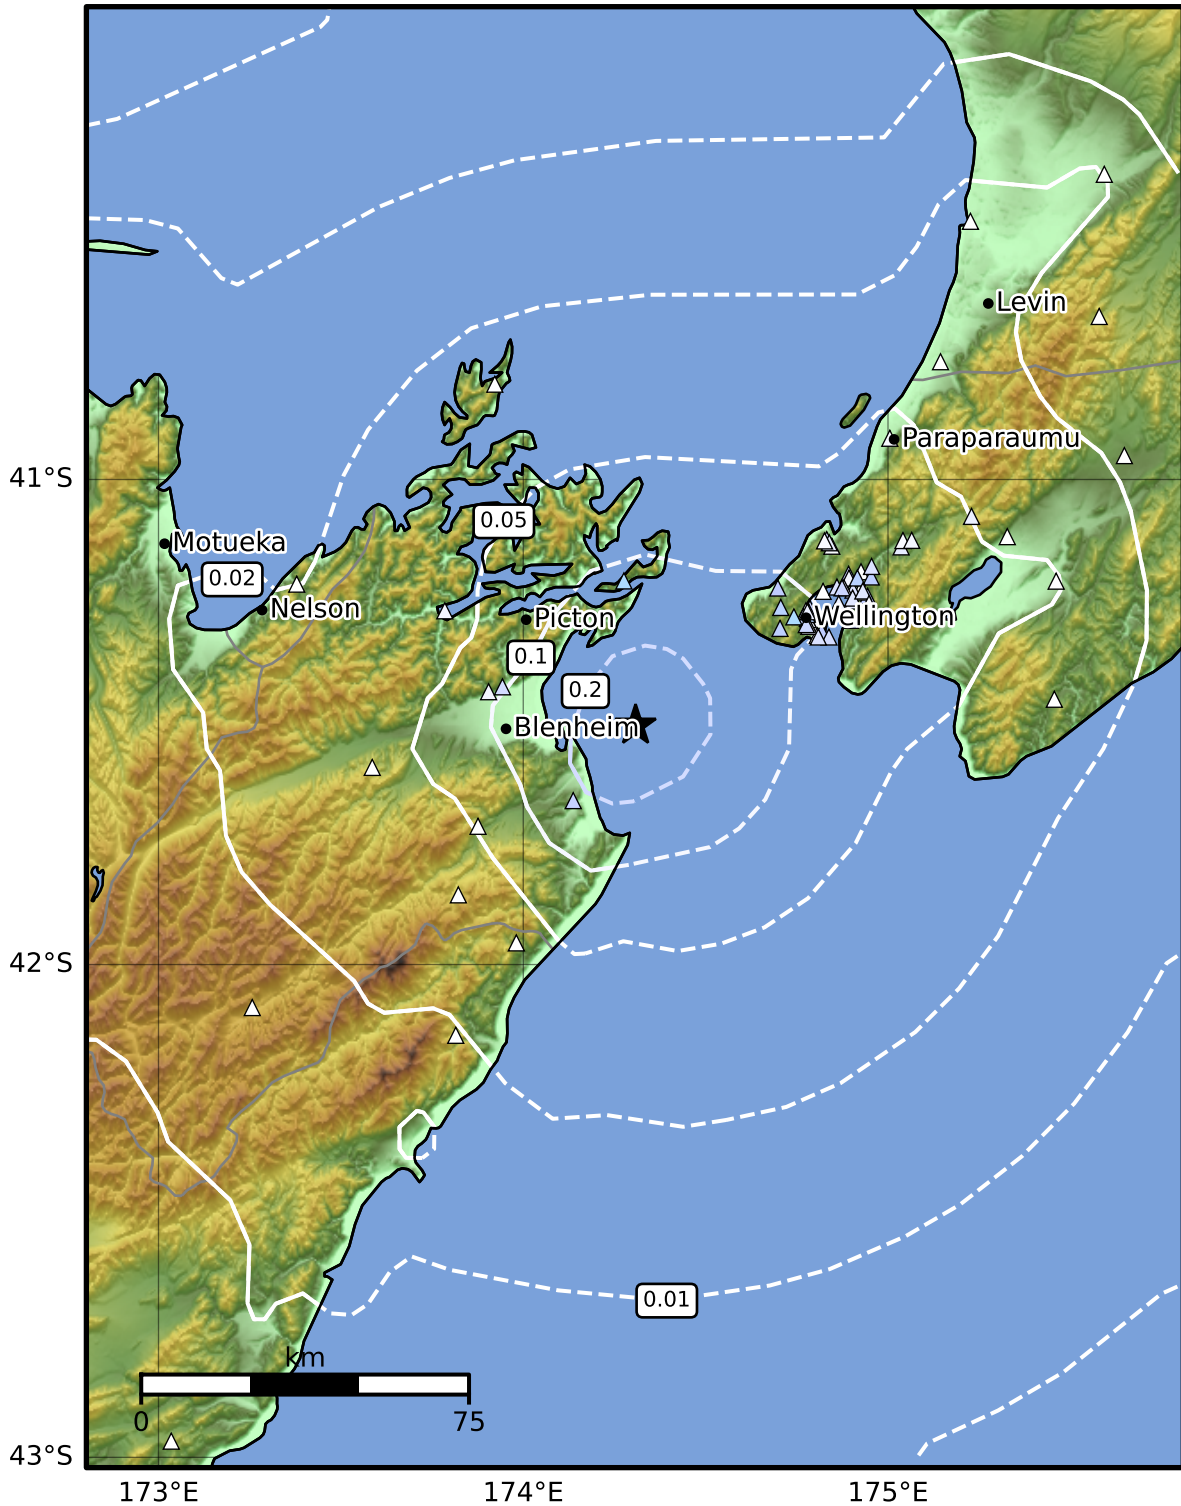 Levin
Paraparaumu
41°S
0.05
Motueka
0.02
Nelson
Picton
Wellington
0.1
0.2
Blenheim
42°S
0.01
km
0
75
43°S
173°E
174°E
175°E